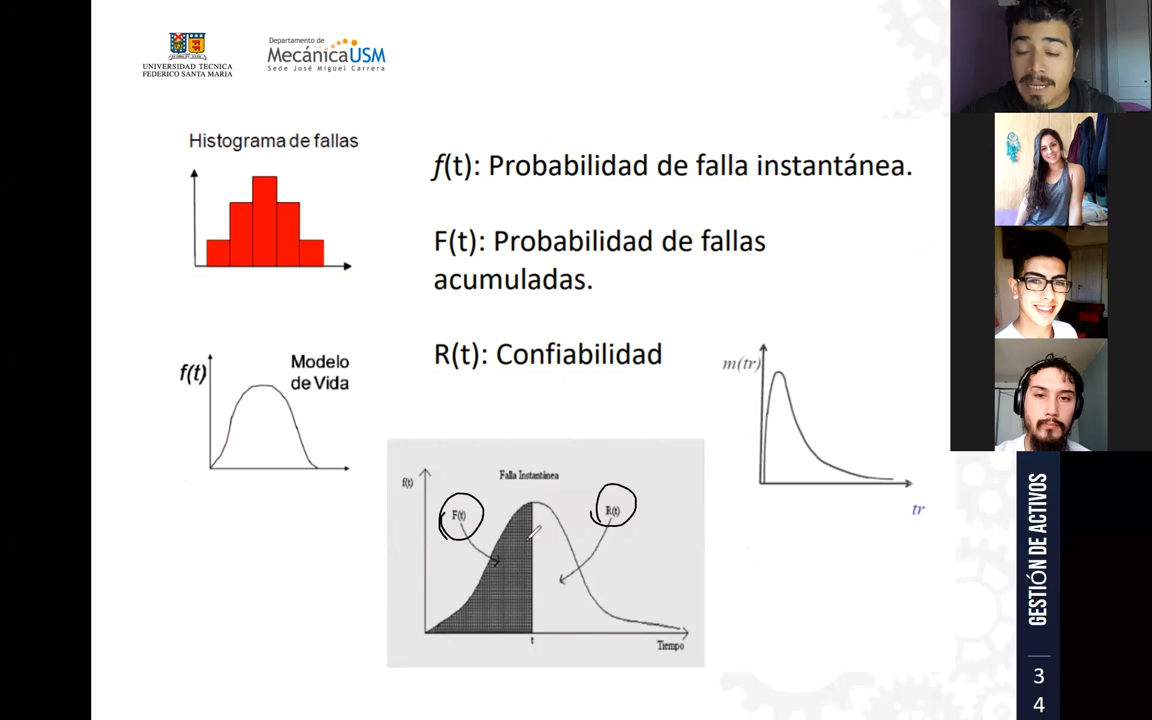 UNIVERSIDAD TECNICA
FEDERICO SANTA MARIA
Departamento de
MecánicaUSM
Sede José Miguel Carrera
Histograma de fallas
f(t): Probabilidad de falla instantánea.
F(t): Probabilidad de fallas
acumuladas.
R(t): Confiabilidad
f(t)
Modelo
de Vida
m(tr)
tr
f(t)
Falla Instantánea
F(t)
R(t)
t
Tiempo
GESTIÓN DE ACTIVOS
3
4